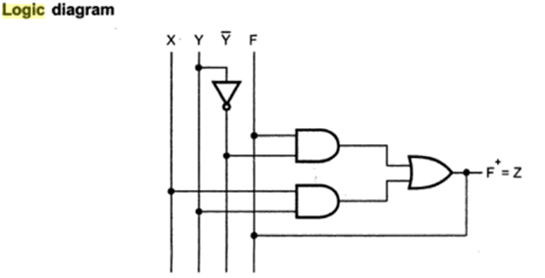 Logic diagram
X Y Y̅ F
F⁺ = Z